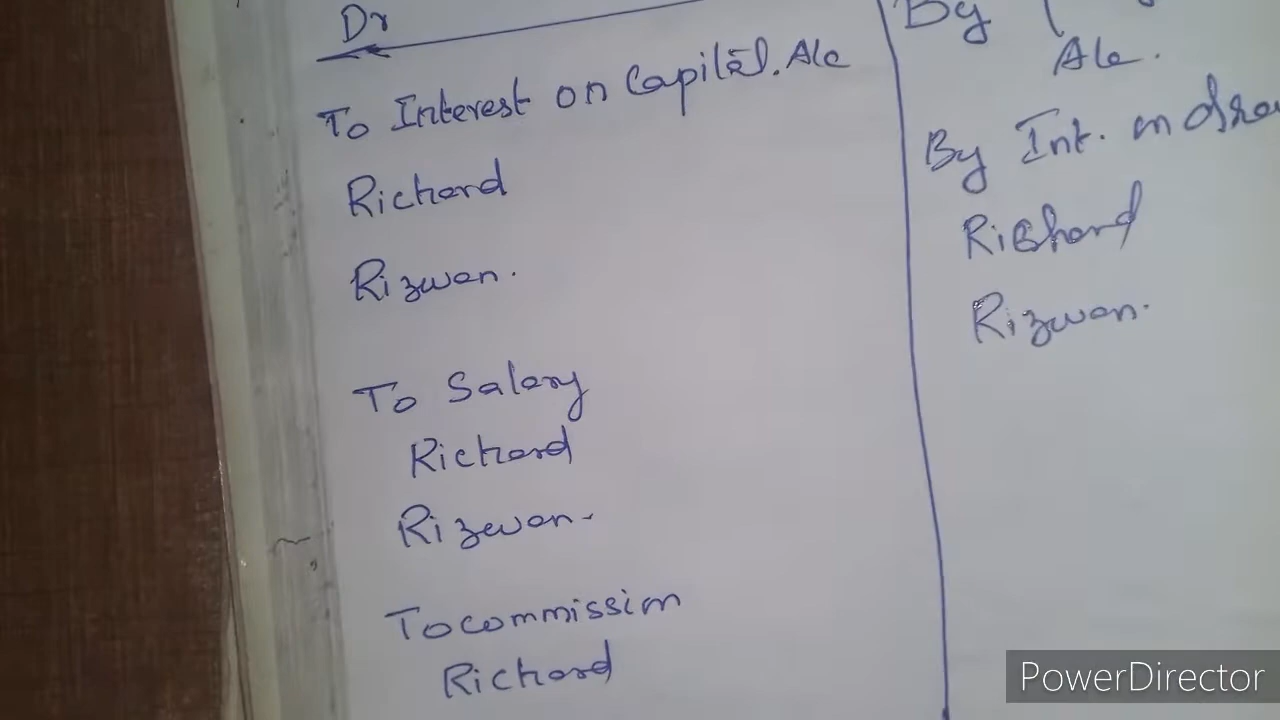 Dr
To Interest on Capital. A/c
Richard
Rizwan.
To Salary
Richard
Rizwan.
To commission
Richard
By
A/c.
By Int. on
Richard
Rizwan.
PowerDirector